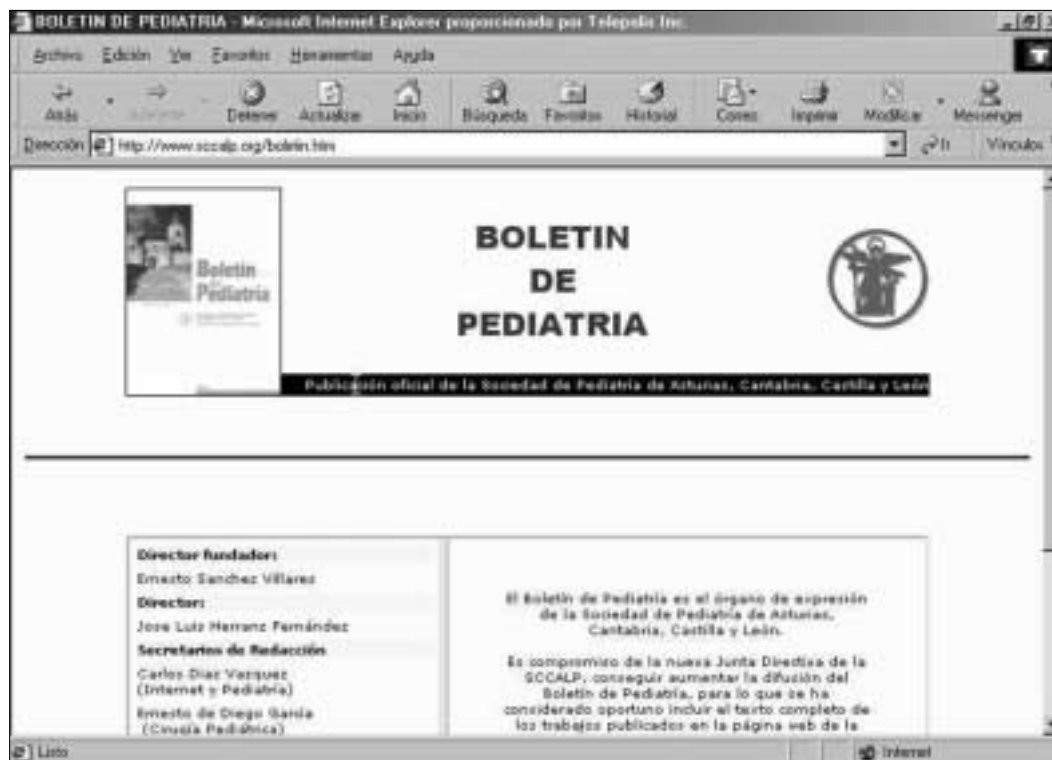 BOLETIN DE PEDIATRIA - Microsoft Internet Explorer proporcionado por Telepolis Inc.
Archivo Edición Ver Favoritos Herramientas Ayuda
Atrás Detener Actualizar Inicio Búsqueda Favoritos Historial Correo Imprimir Modificar Messenger
Dirección http://www.sccalp.org/boletin.htm Ir Vínculos
BOLETIN
DE
PEDIATRIA
Boletín
de
Pediatría
Publicación oficial de la Sociedad de Pediatría de Asturias, Cantabria, Castilla y León
Director fundador:
Ernesto Sanchez Villares
Director:
Jose Luis Herranz Fernández
Secretarios de Redacción
Carlos Diaz Vazquez
(Internet y Pediatría)
Ernesto de Diego García
(Cirugía Pediátrica)
El Boletín de Pediatría es el órgano de expresión
de la Sociedad de Pediatría de Asturias,
Cantabria, Castilla y León.
Es compromiso de la nueva Junta Directiva de la
SCCALP, conseguir aumentar la difusión del
Boletín de Pediatría, para lo que se ha
considerado oportuno incluir el texto completo de
los trabajos publicados en la página web de la
Listo Internet